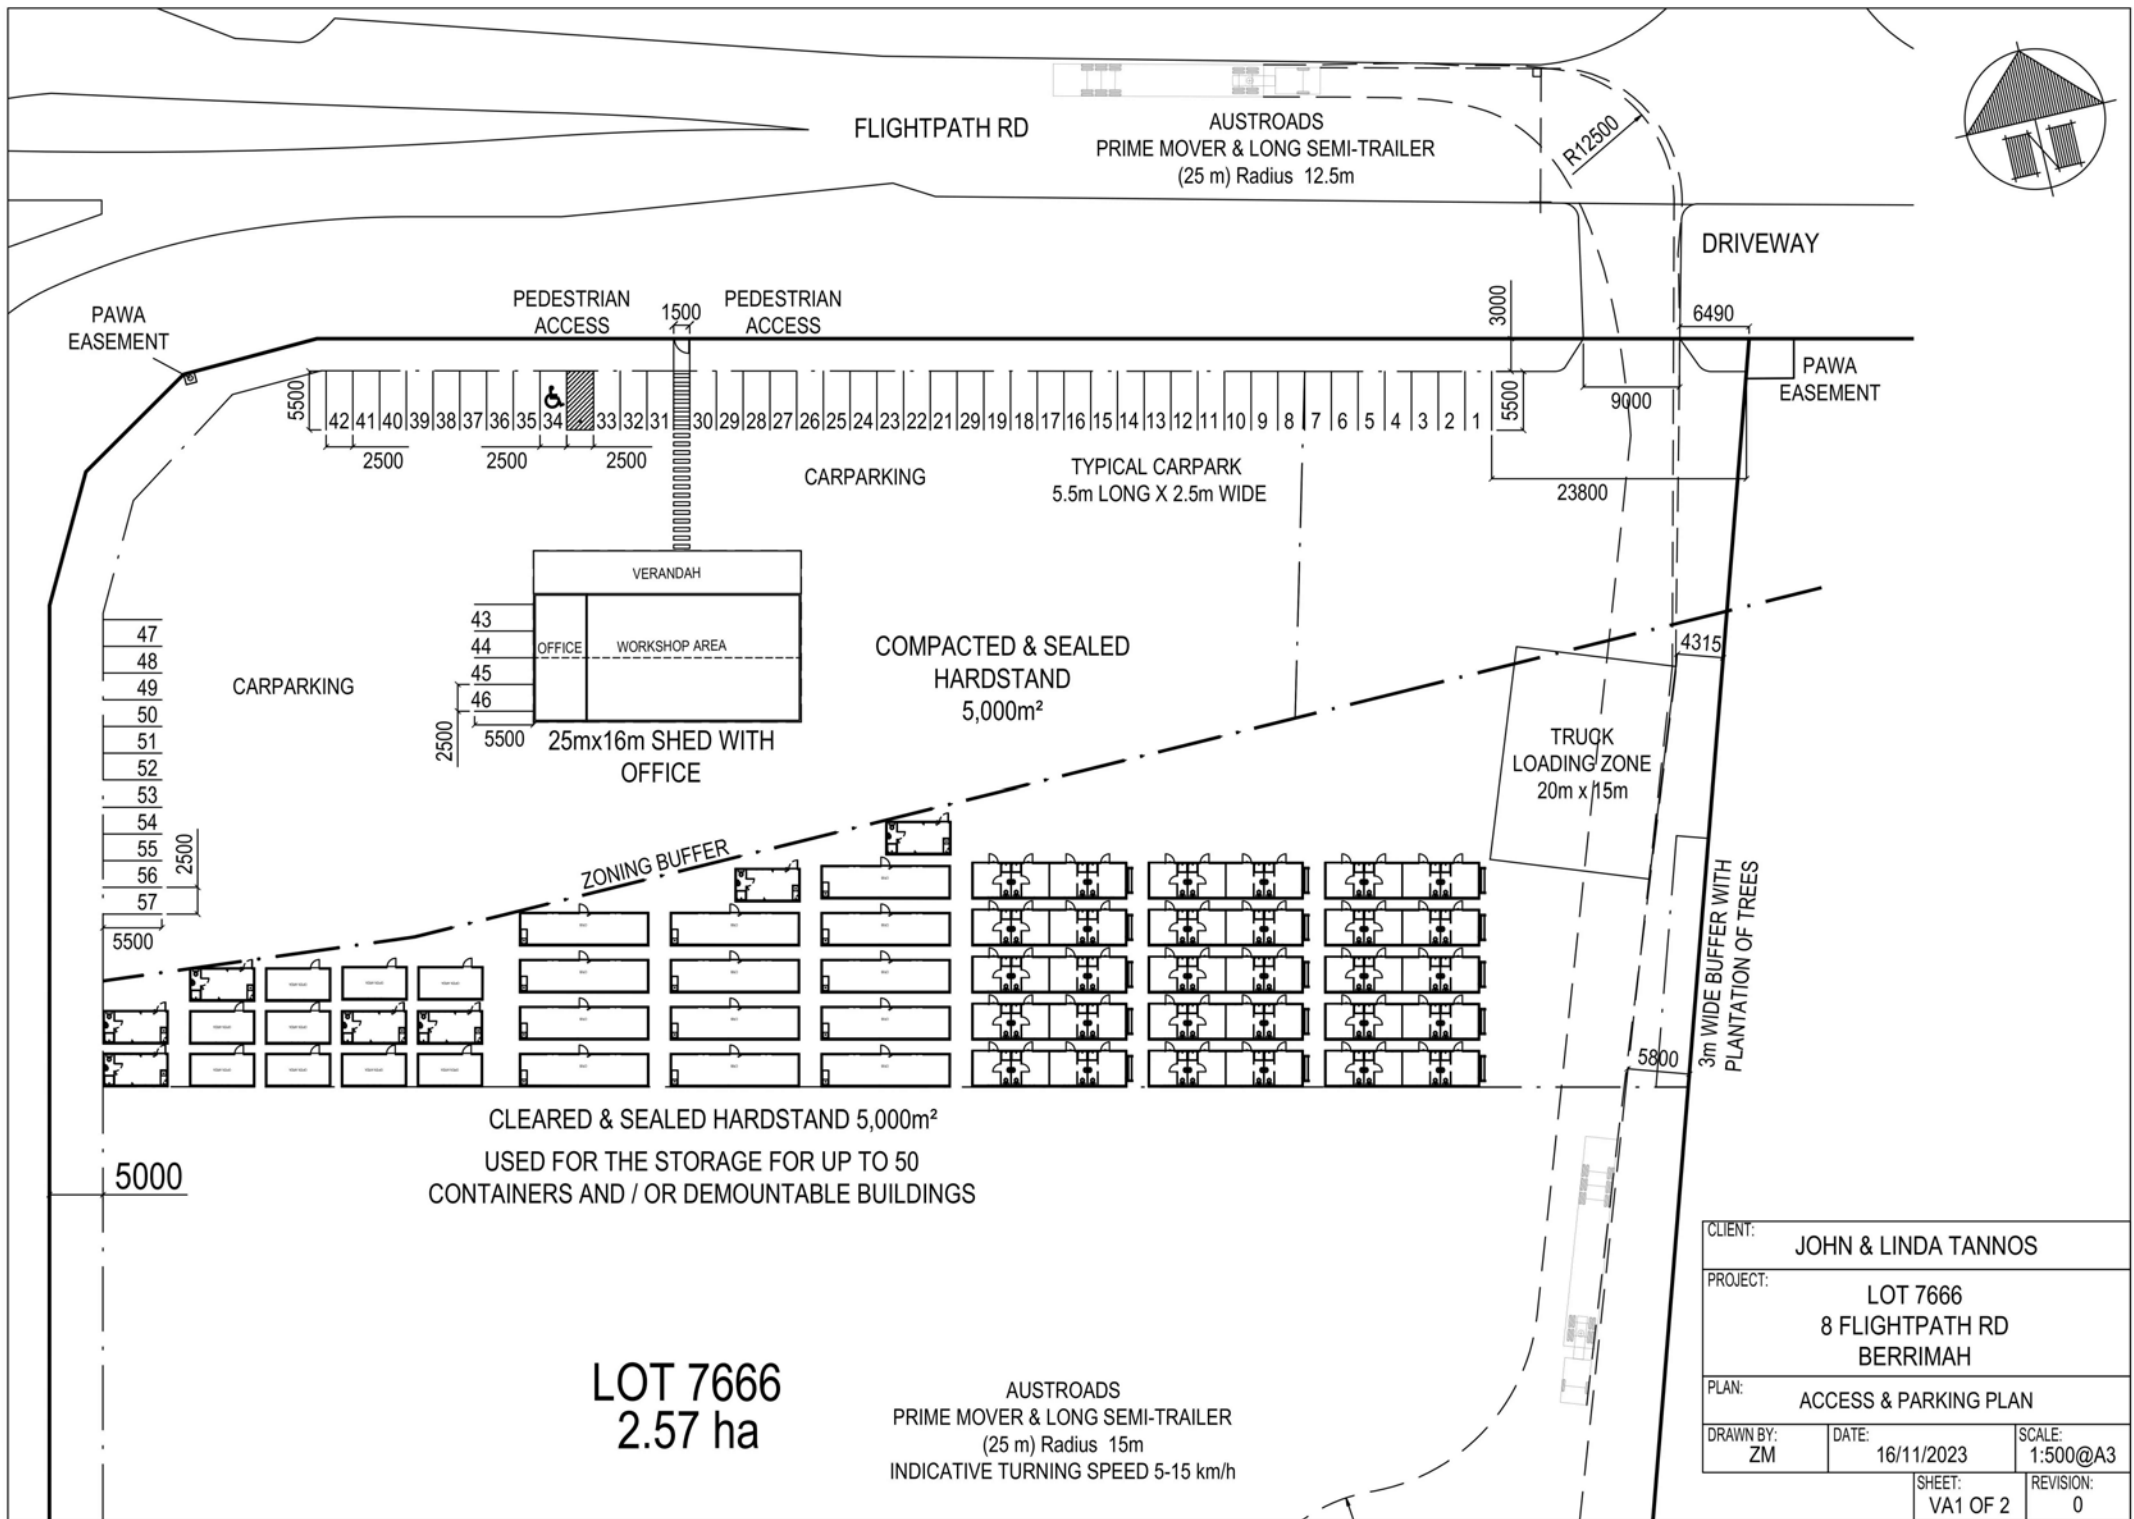 FLIGHTPATH RD
AUSTROADS
PRIME MOVER & LONG SEMI-TRAILER
(25 m) Radius 12.5m
R12500
N
DRIVEWAY
PAWA
EASEMENT
PEDESTRIAN
ACCESS
1500
PEDESTRIAN
ACCESS
3000
6490
PAWA
EASEMENT
5500
42 41 40 39 38 37 36 35 34 33 32 31 30 29 28 27 26 25 24 23 22 21 29 19 18 17 16 15 14 13 12 11 10 9 8 7 6 5 4 3 2 1
5500
9000
2500
2500
2500
CARPARKING
TYPICAL CARPARK
5.5m LONG X 2.5m WIDE
23800
VERANDAH
43
44
45
46
OFFICE
WORKSHOP AREA
2500
5500
25mx16m SHED WITH
OFFICE
47
48
49
50
51
52
53
54
55
56
57
2500
5500
CARPARKING
COMPACTED & SEALED
HARDSTAND
5,000m²
4315
TRUCK
LOADING ZONE
20m x 15m
ZONING BUFFER
3m WIDE BUFFER WITH
PLANTATION OF TREES
5800
CLEARED & SEALED HARDSTAND 5,000m²
USED FOR THE STORAGE FOR UP TO 50
CONTAINERS AND / OR DEMOUNTABLE BUILDINGS
5000
LOT 7666
2.57 ha
AUSTROADS
PRIME MOVER & LONG SEMI-TRAILER
(25 m) Radius 15m
INDICATIVE TURNING SPEED 5-15 km/h
CLIENT:
JOHN & LINDA TANNOS
PROJECT:
LOT 7666
8 FLIGHTPATH RD
BERRIMAH
PLAN:
ACCESS & PARKING PLAN
DRAWN BY:
ZM
DATE:
16/11/2023
SCALE:
1:500@A3
SHEET:
VA1 OF 2
REVISION:
0